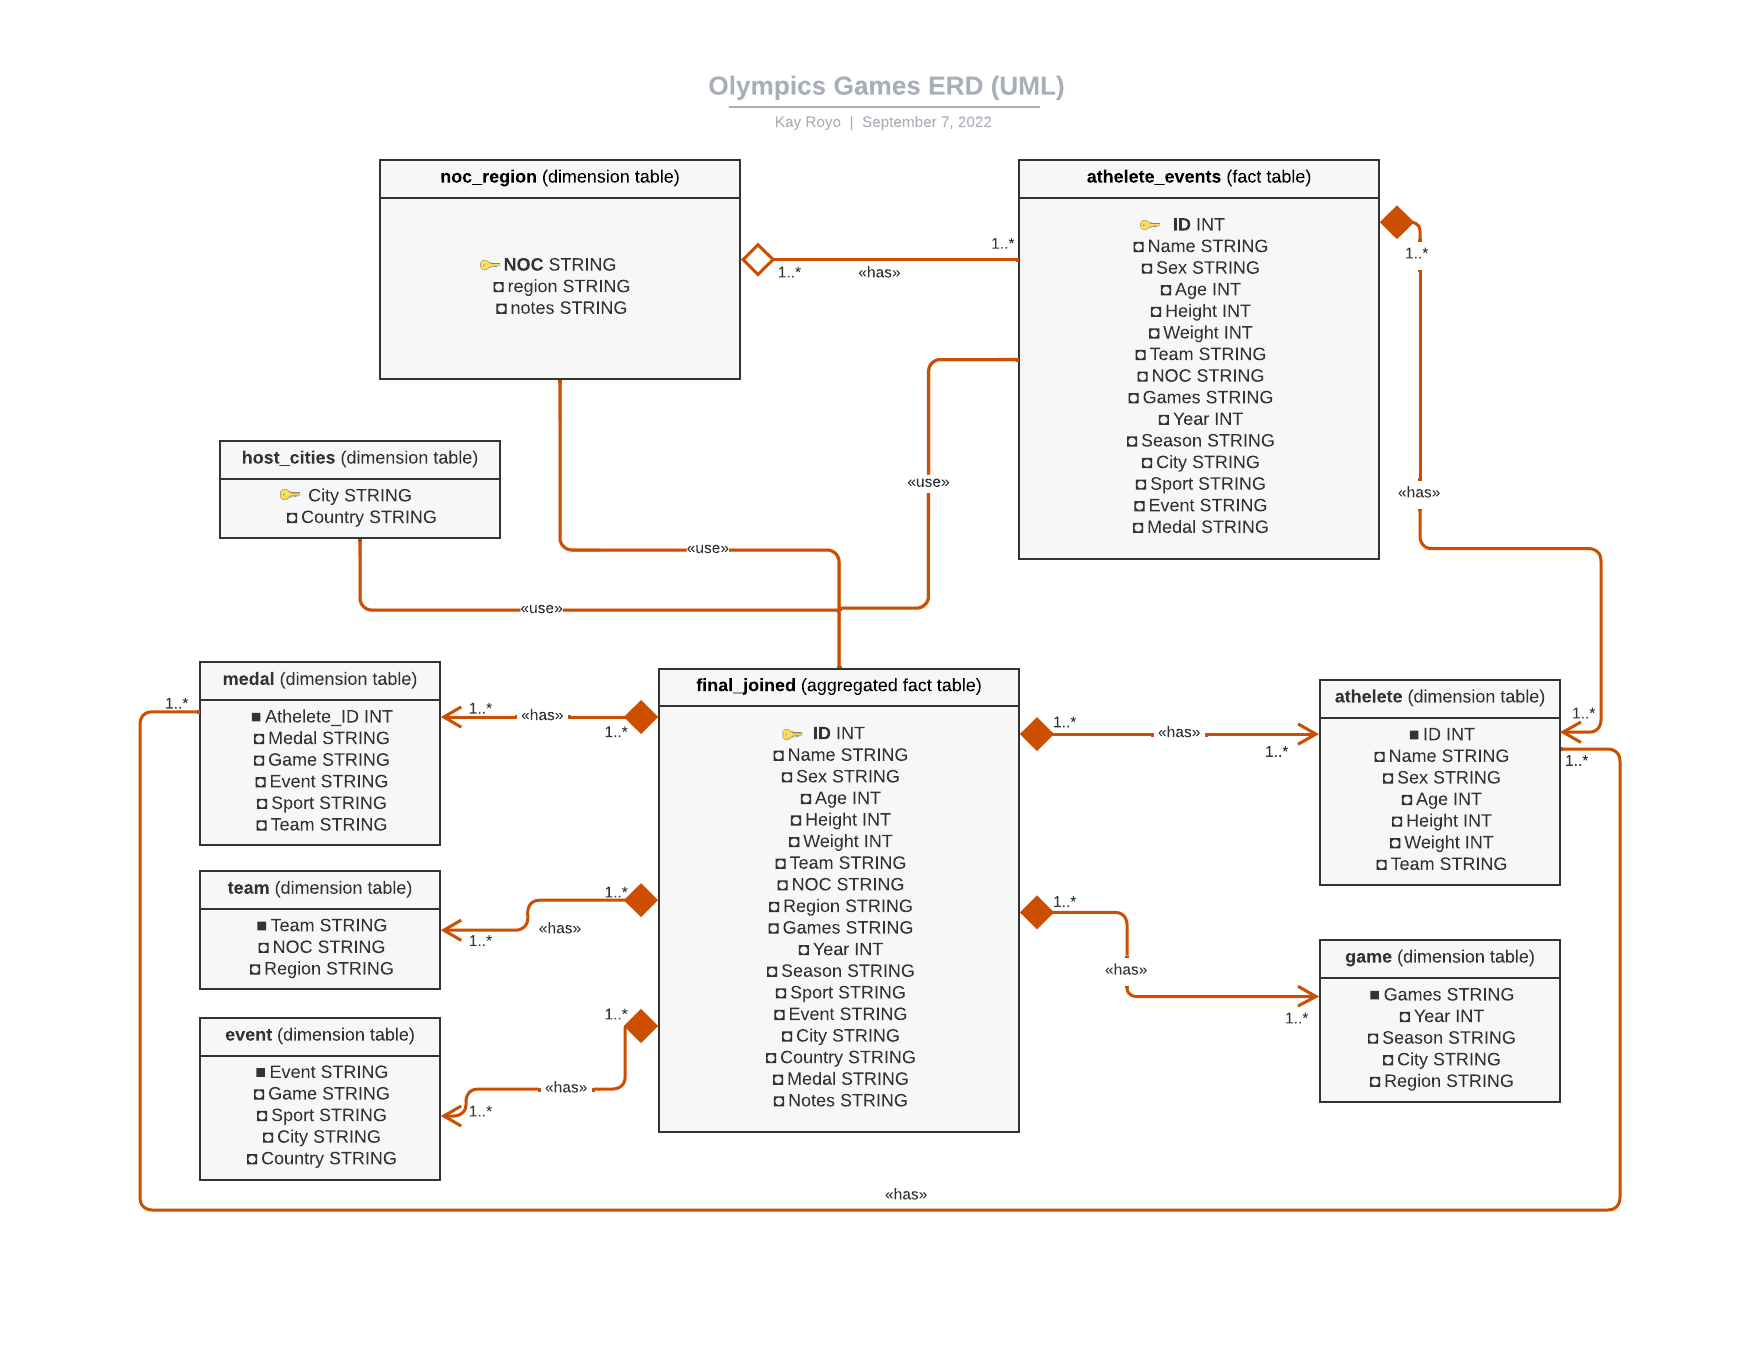 Olympics Games ERD (UML)
Kay Royo | September 7, 2022
noc_region (dimension table)
NOC STRING
region STRING
notes STRING
1..*
«has»
1..*
athelete_events (fact table)
ID INT
Name STRING
Sex STRING
Age INT
Height INT
Weight INT
Team STRING
NOC STRING
Games STRING
Year INT
Season STRING
City STRING
Sport STRING
Event STRING
Medal STRING
1..*
«has»
1..*
host_cities (dimension table)
City STRING
Country STRING
«use»
«use»
«use»
medal (dimension table)
Athelete_ID INT
Medal STRING
Game STRING
Event STRING
Sport STRING
Team STRING
1..*
1..*
«has»
1..*
team (dimension table)
Team STRING
NOC STRING
Region STRING
1..*
«has»
1..*
event (dimension table)
Event STRING
Game STRING
Sport STRING
City STRING
Country STRING
1..*
«has»
1..*
final_joined (aggregated fact table)
ID INT
Name STRING
Sex STRING
Age INT
Height INT
Weight INT
Team STRING
NOC STRING
Region STRING
Games STRING
Year INT
Season STRING
Sport STRING
Event STRING
City STRING
Country STRING
Medal STRING
Notes STRING
1..*
«has»
1..*
athelete (dimension table)
ID INT
Name STRING
Sex STRING
Age INT
Height INT
Weight INT
Team STRING
1..*
1..*
«has»
1..*
game (dimension table)
Games STRING
Year INT
Season STRING
City STRING
Region STRING
«has»